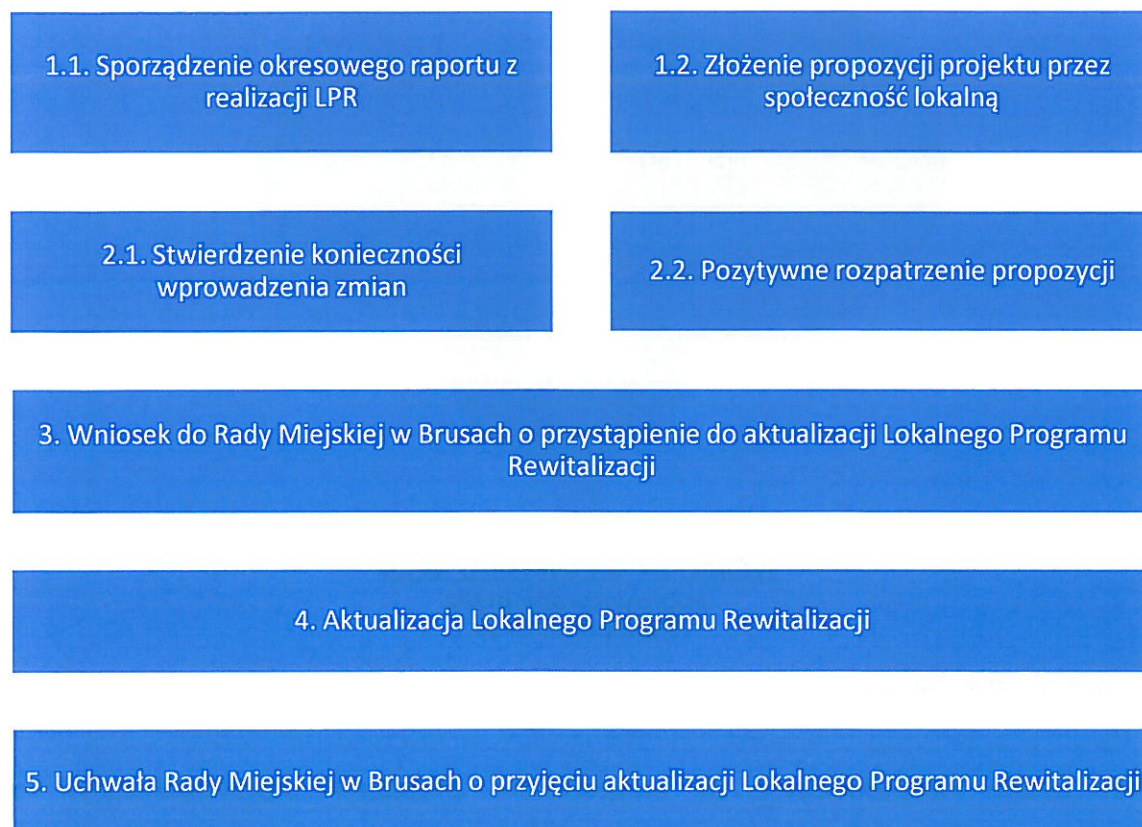 1.1. Sporządzenie okresowego raportu z
realizacji LPR
1.2. Złożenie propozycji projektu przez
społeczność lokalną
2.1. Stwierdzenie konieczności
wprowadzenia zmian
2.2. Pozytywne rozpatrzenie propozycji
3. Wniosek do Rady Miejskiej w Brusach o przystąpienie do aktualizacji Lokalnego Programu
Rewitalizacji
4. Aktualizacja Lokalnego Programu Rewitalizacji
5. Uchwała Rady Miejskiej w Brusach o przyjęciu aktualizacji Lokalnego Programu Rewitalizacji